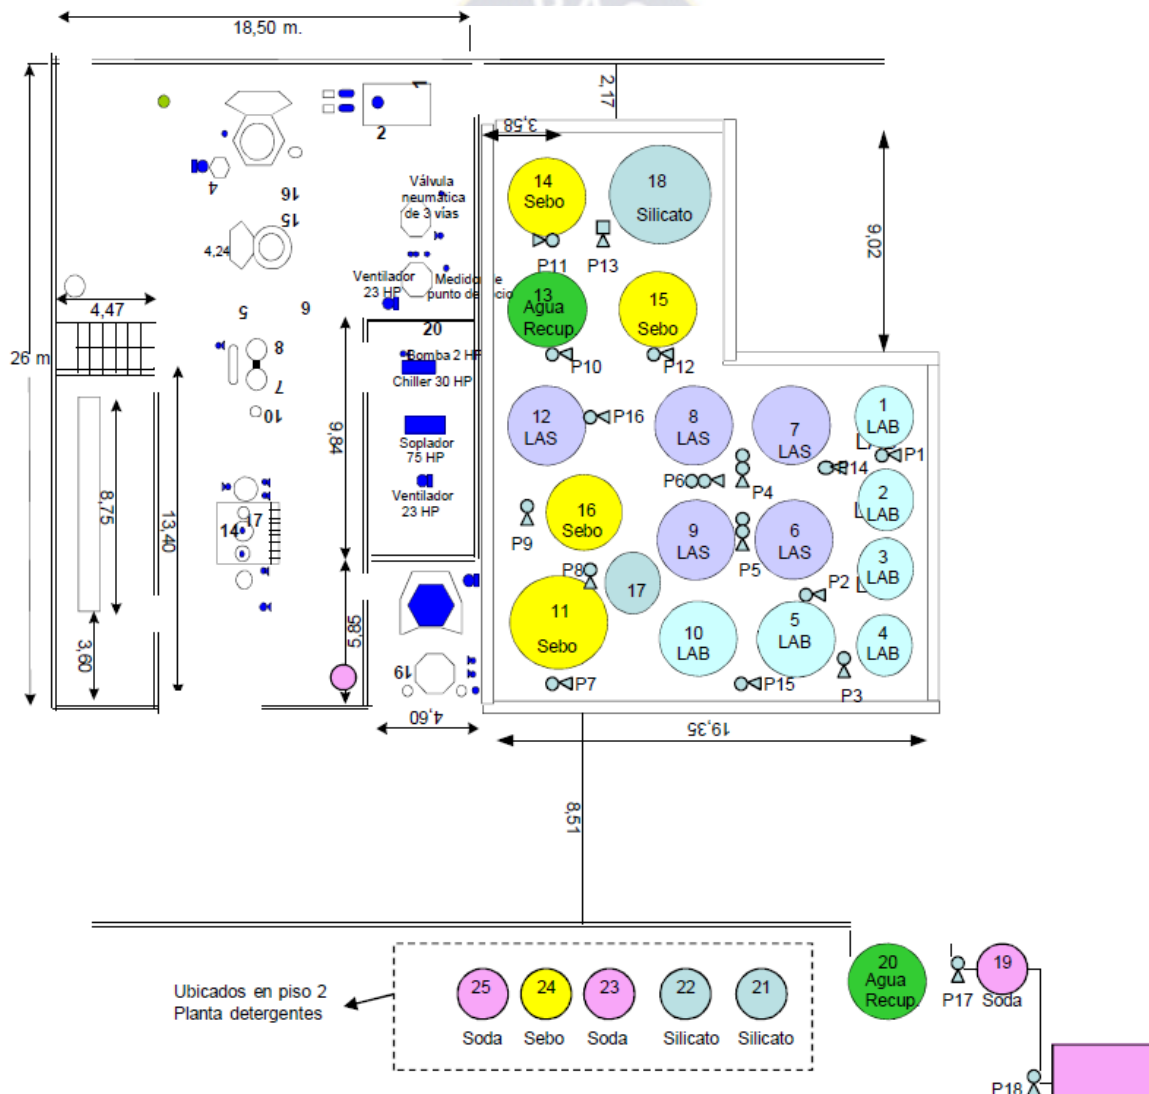 18,50 m.
2,17
1
2
3,58
14
Sebo
18
Silicato
4
Válvula
neumática
de 3 vías
16
15
4,24
9,02
P11
P13
Ventilador
23 HP
Medidor de
punto de rocio
13
Agua
Recup.
15
Sebo
4,47
5
6
20
26 m
8
7
10
Bomba 2 HP
Chiller 30 HP
P10
P12
12
LAS
P16
8
LAS
7
LAS
1
LAB
P1
P14
9,84
Soplador
75 HP
Ventilador
23 HP
P6
P4
2
LAB
8,75
13,40
14
17
P9
16
Sebo
9
LAS
6
LAS
P5
3
LAB
P8
17
P2
11
Sebo
10
LAB
5
LAB
4
LAB
3,60
5,86
19
P7
P15
P3
4,60
19,35
8,51
Ubicados en piso 2
Planta detergentes
25
24
23
22
21
Soda
Sebo
Soda
Silicato
Silicato
20
Agua
Recup.
P17
19
Soda
P18